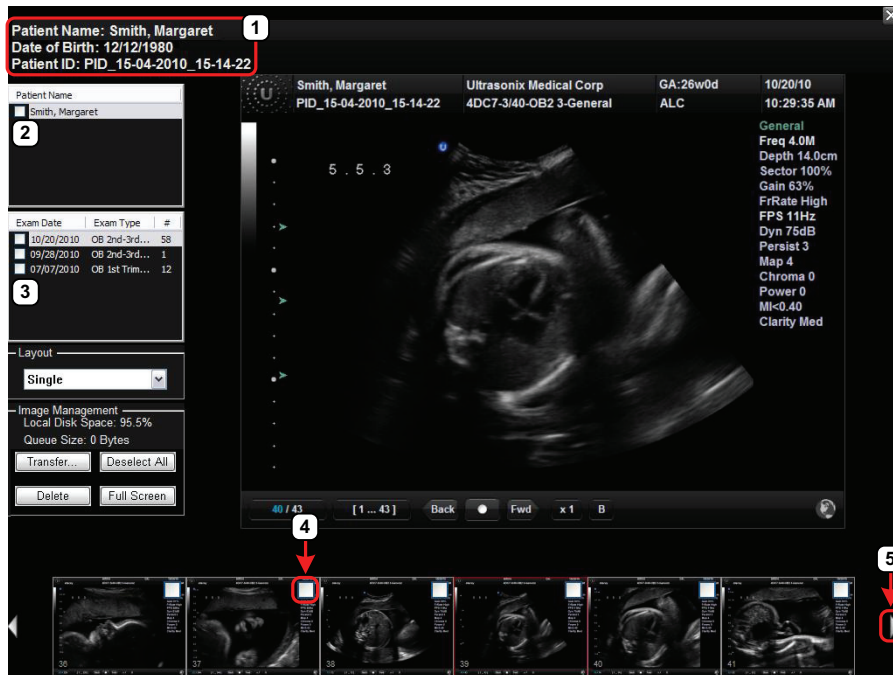 Patient Name: Smith, Margaret
Date of Birth: 12/12/1980
Patient ID: PID_15-04-2010_15-14-22
1
Smith, Margaret Ultrasonix Medical Corp GA:26w0d 10/20/10
PID_15-04-2010_15-14-22 4DC7-3/40-OB2 3-General ALC 10:29:35 AM
Patient Name
Smith, Margaret
2
General
Freq 4.0M
Depth 14.0cm
Sector 100%
Gain 63%
FrRate High
FPS 11Hz
Dyn 75dB
Persist 3
Map 4
Chroma 0
Power 0
MI<0.40
Clarity Med
5 . 5 . 3
Exam Date Exam Type #
10/20/2010 OB 2nd-3rd... 58
09/28/2010 OB 2nd-3rd... 1
07/07/2010 OB 1st Trim... 12
3
Layout
Single
Image Management
Local Disk Space: 95.5%
Queue Size: 0 Bytes
Transfer... Deselect All
Delete Full Screen
40 / 43 [ 1 ... 43 ] Back Fwd x 1 B
4
5
36 37 38 39 40 41